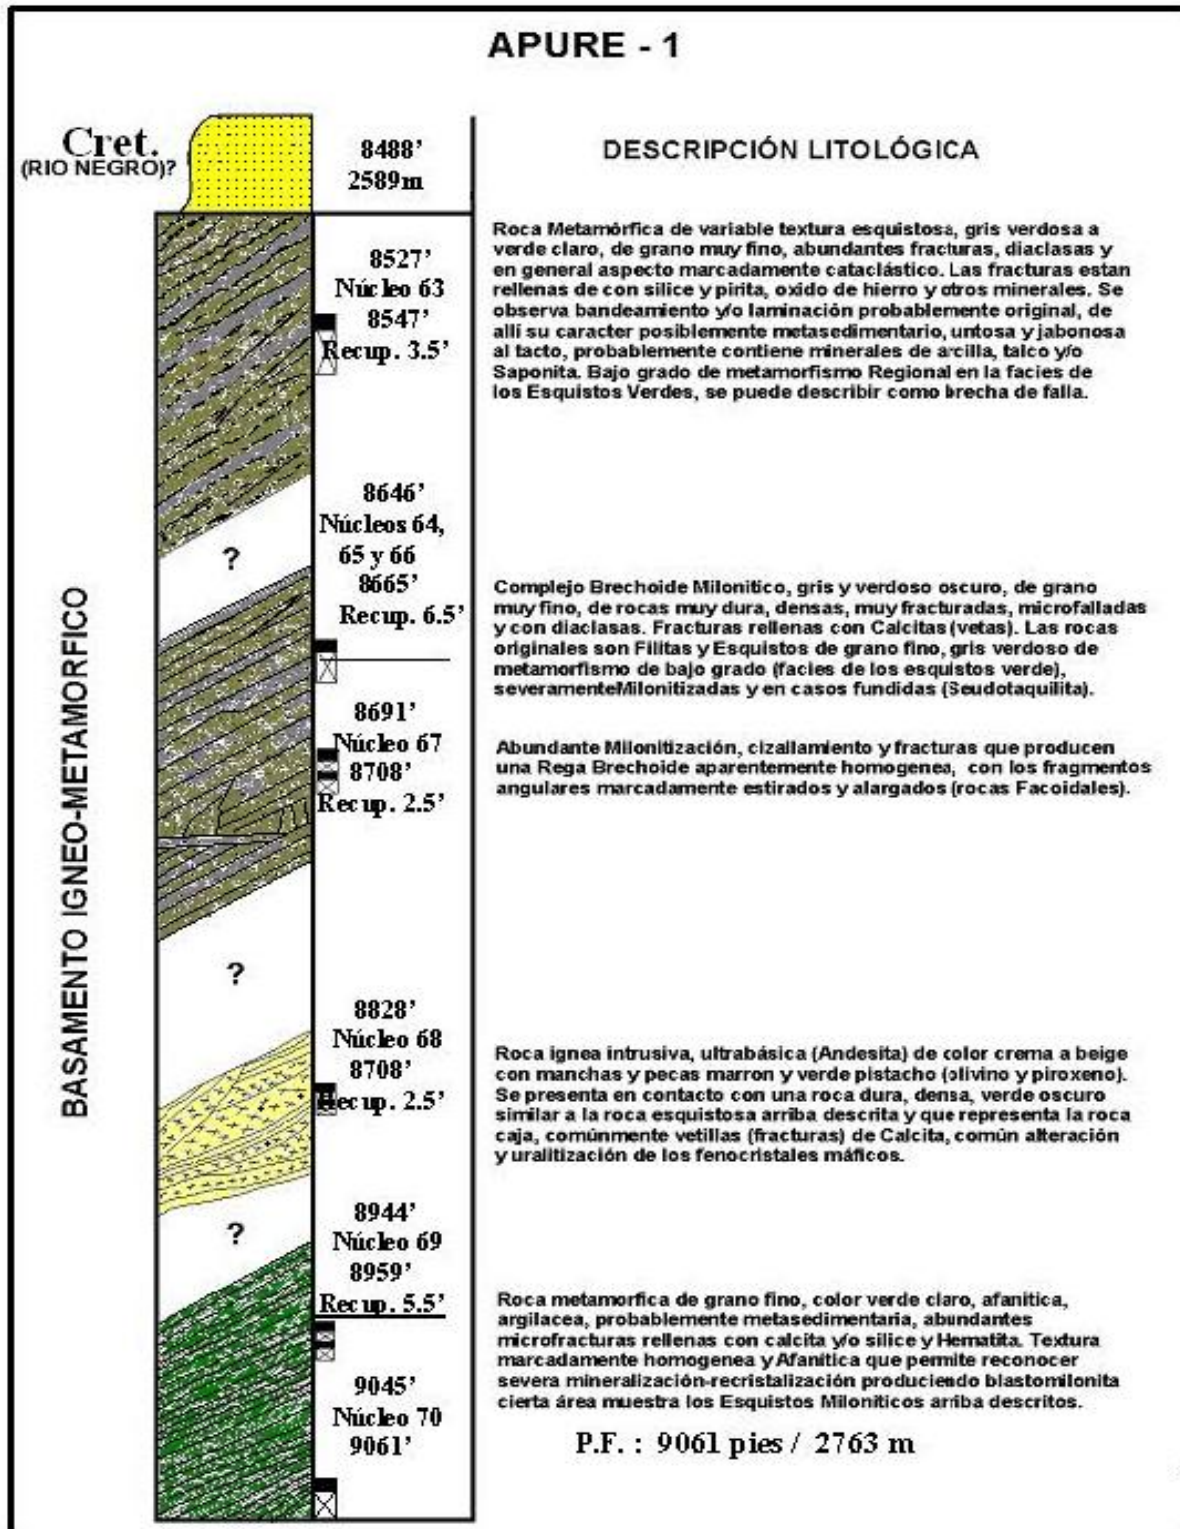 APURE - 1
Cret.
(RIO NEGRO)?
8488’
2589m
DESCRIPCIÓN LITOLÓGICA
BASAMENTO IGNEO-METAMORFICO
8527’
Núcleo 63
8547’
Recup. 3.5’
Roca Metamórfica de variable textura esquistosa, gris verdosa a
verde claro, de grano muy fino, abundantes fracturas, diaclasas y
en general aspecto marcadamente cataclástico. Las fracturas estan
rellenas de con silice y pirita, oxido de hierro y otros minerales. Se
observa bandeamiento y/o laminación probablemente original, de
alli su caracter posiblemente metasedimentario, untosa y jabonosa
al tacto, probablemente contiene minerales de arcilla, talco y/o
Saponita. Bajo grado de metamorfismo Regional en la facies de
los Esquistos Verdes, se puede describir como brecha de falla.
?
8646’
Núcleos 64,
65 y 66
8665’
Recup. 6.5’
Complejo Brechoide Milonitico, gris y verdoso oscuro, de grano
muy fino, de rocas muy dura, densas, muy fracturadas, microfalladas
y con diaclasas. Fracturas rellenas con Calcitas (vetas). Las rocas
originales son Filitas y Esquistos de grano fino, gris verdoso de
metamorfismo de bajo grado (facies de los esquistos verde),
severamenteMilonitizadas y en casos fundidas (Seudotaquilita).
8691’
Núcleo 67
8708’
Recup. 2.5’
Abundante Milonitización, cizallamiento y fracturas que producen
una Rega Brechoide aparentemente homogenea, con los fragmentos
angulares marcadamente estirados y alargados (rocas Facoidales).
?
8828’
Núcleo 68
8708’
Recup. 2.5’
Roca ignea intrusiva, ultrabásica (Andesita) de color crema a beige
con manchas y pecas marron y verde pistacho (olivino y piroxeno).
Se presenta en contacto con una roca dura, densa, verde oscuro
similar a la roca esquistosa arriba descrita y que representa la roca
caja, comúnmente vetillas (fracturas) de Calcita, común alteración
y uralitización de los fenocristales máficos.
?
8944’
Núcleo 69
8959’
Recup. 5.5’
Roca metamorfica de grano fino, color verde claro, afanitica,
argilacea, probablemente metasedimentaria, abundantes
microfracturas rellenas con calcita y/o silice y Hematita. Textura
marcadamente homogenea y Afanitica que permite reconocer
severa mineralización-recristalización produciendo blastomilonita
cierta área muestra los Esquistos Miloniticos arriba descritos.
9045’
Núcleo 70
9061’
P.F. : 9061 pies / 2763 m